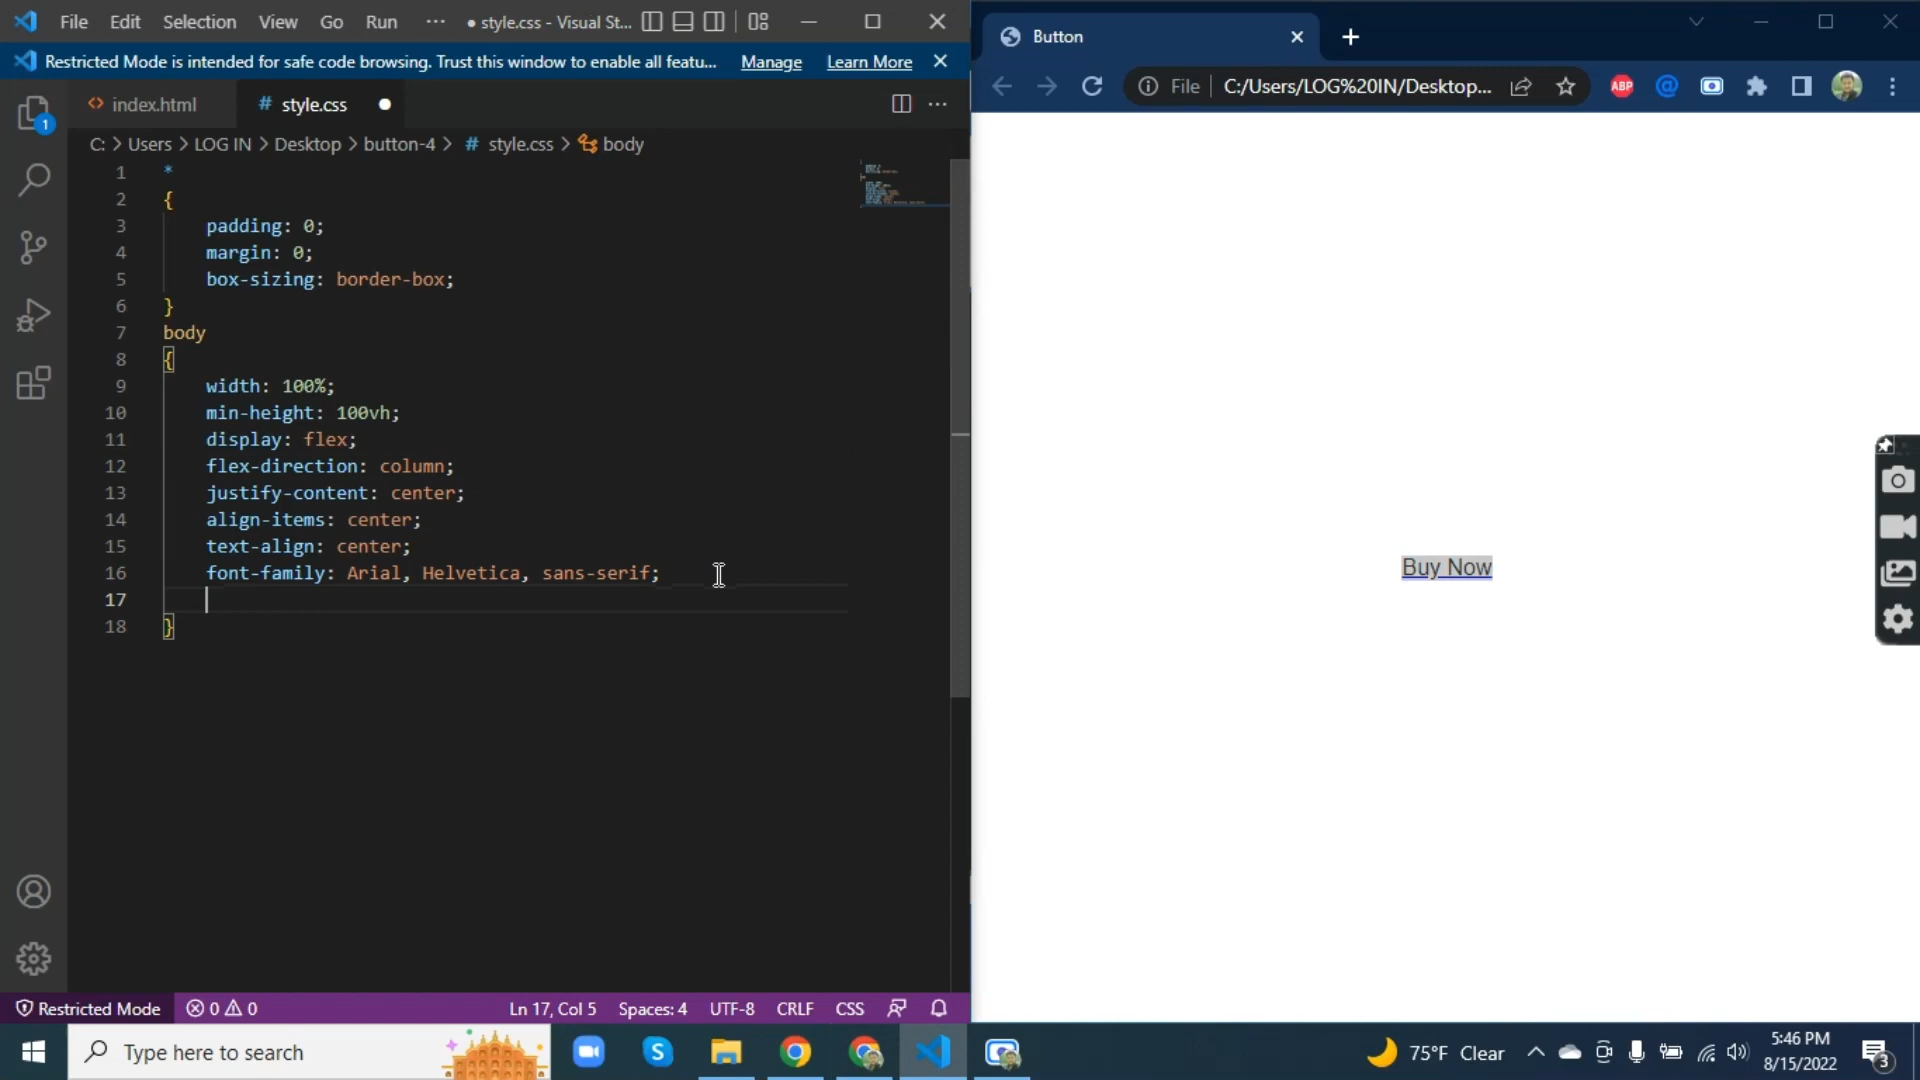 File Edit Selection View Go Run ··· ● style.css - Visual St...
Restricted Mode is intended for safe code browsing. Trust this window to enable all featu... Manage Learn More
1
<> index.html # style.css ●
C: > Users > LOG IN > Desktop > button-4 > # style.css > body
1 *
2 {
3 padding: 0;
4 margin: 0;
5 box-sizing: border-box;
6 }
7 body
8 {
9 width: 100%;
10 min-height: 100vh;
11 display: flex;
12 flex-direction: column;
13 justify-content: center;
14 align-items: center;
15 text-align: center;
16 font-family: Arial, Helvetica, sans-serif;
17
18 }
Restricted Mode 0 0 Ln 17, Col 5 Spaces: 4 UTF-8 CRLF CSS
Button
File C:/Users/LOG%20IN/Desktop... ABP @
Buy Now
Type here to search
S
75°F Clear
5:46 PM
8/15/2022
3